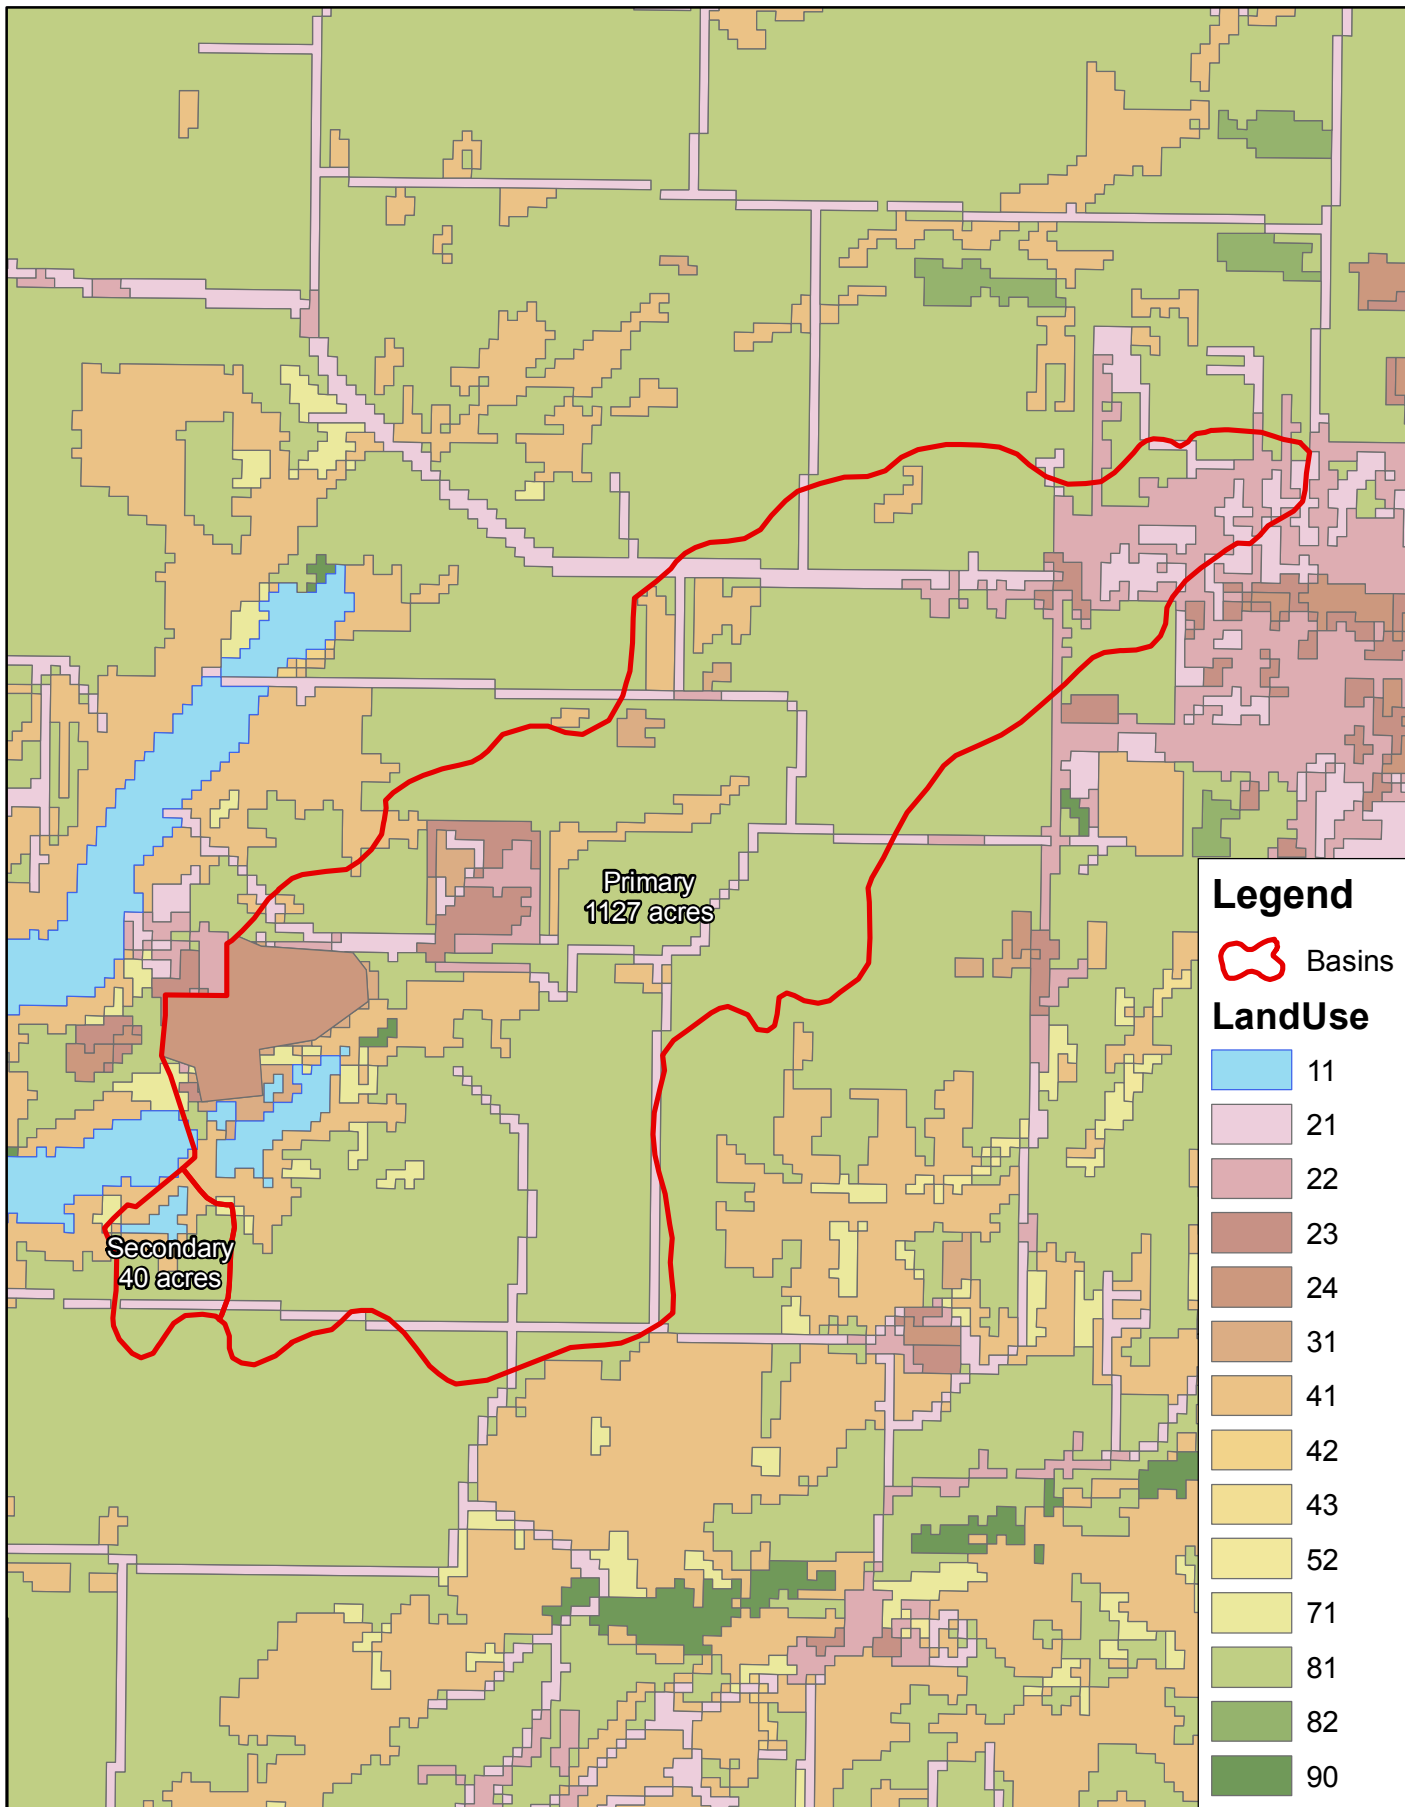 Primary
1127 acres
Secondary
40 acres
Legend
Basins
LandUse
11
21
22
23
24
31
41
42
43
52
71
81
82
90